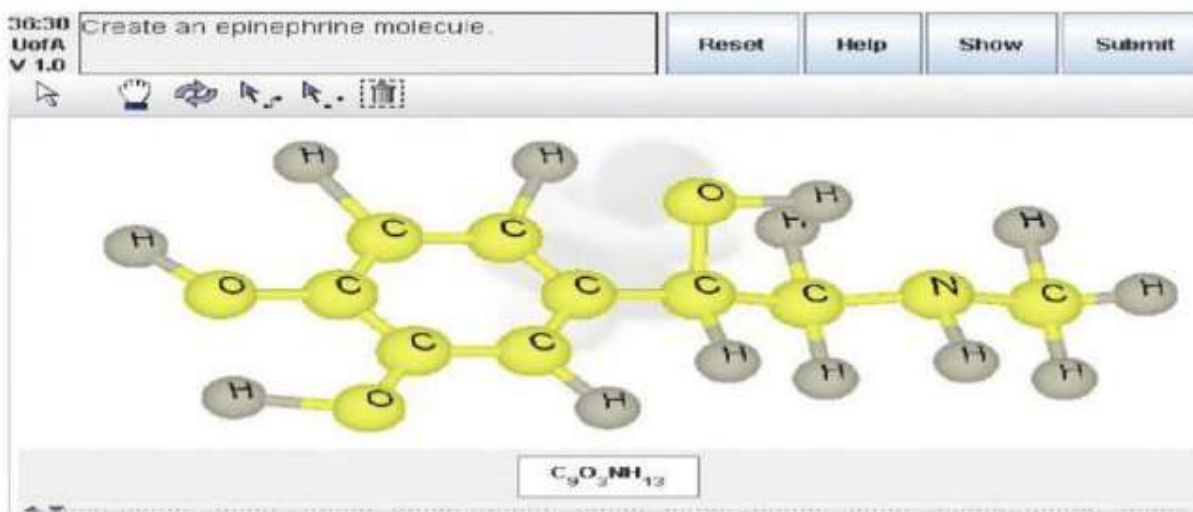 36:30
UofA
V 1.0
Create an epinephrine molecule.
Reset Help Show Submit
H H
O H
H H H
C C
H O C C C C N C H
C C H H H H
H O H
C₉O₃NH₁₃